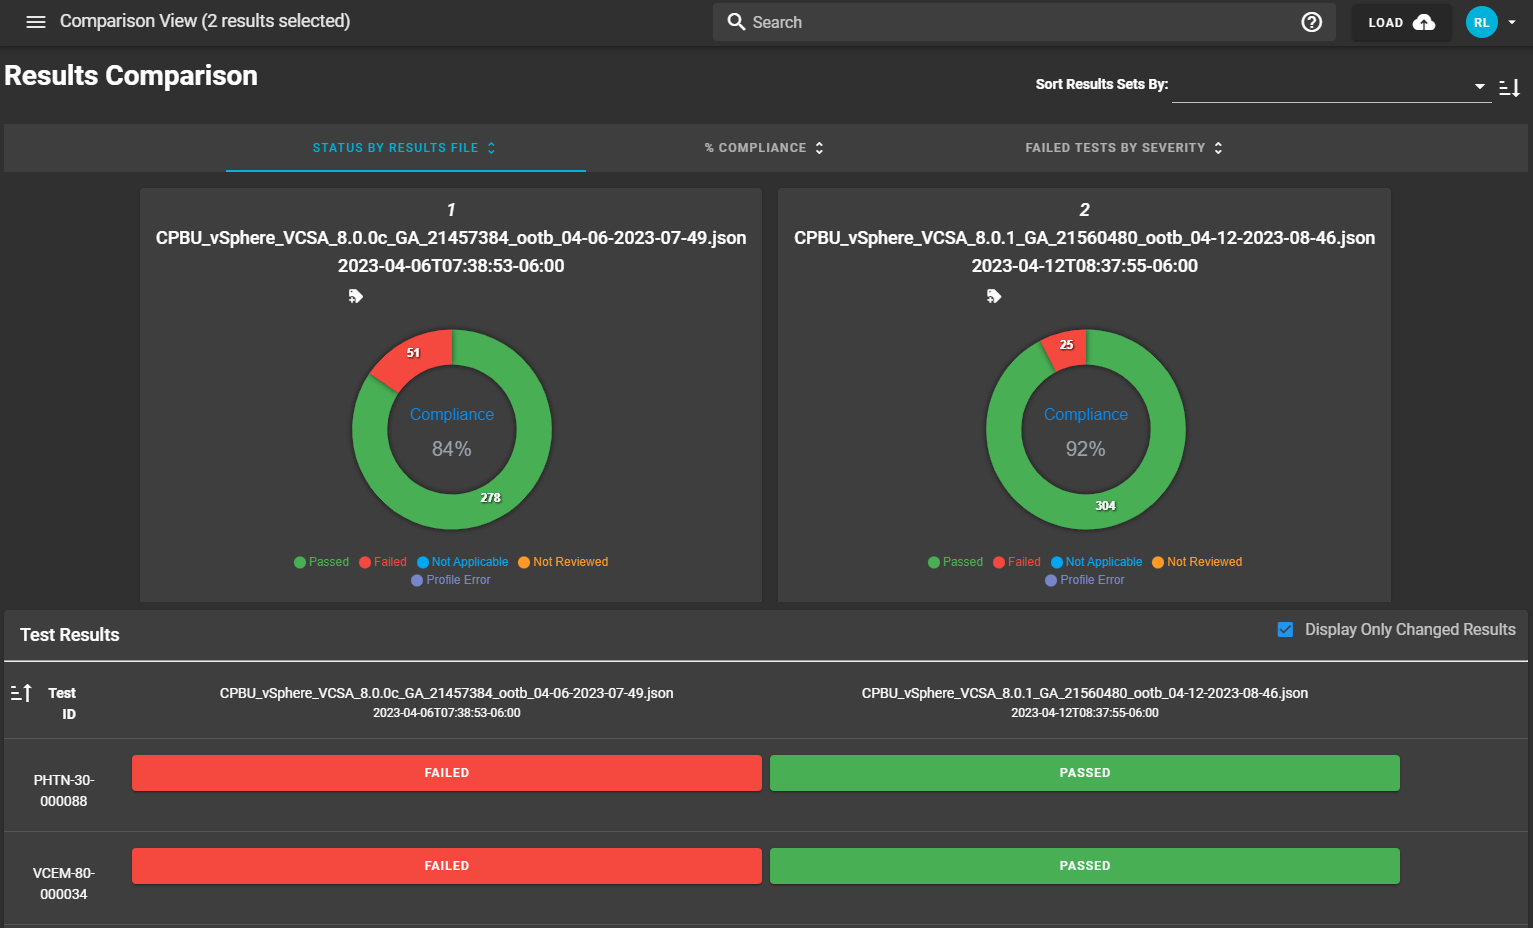 Comparison View (2 results selected)
Search
LOAD
RL
Results Comparison
Sort Results Sets By:
STATUS BY RESULTS FILE
% COMPLIANCE
FAILED TESTS BY SEVERITY
1
CPBU_vSphere_VCSA_8.0.0c_GA_21457384_ootb_04-06-2023-07-49.json
2023-04-06T07:38:53-06:00
51
Compliance
84%
278
Passed Failed Not Applicable Not Reviewed
Profile Error
2
CPBU_vSphere_VCSA_8.0.1_GA_21560480_ootb_04-12-2023-08-46.json
2023-04-12T08:37:55-06:00
25
Compliance
92%
304
Passed Failed Not Applicable Not Reviewed
Profile Error
Test Results
Display Only Changed Results
Test
ID
CPBU_vSphere_VCSA_8.0.0c_GA_21457384_ootb_04-06-2023-07-49.json
2023-04-06T07:38:53-06:00
CPBU_vSphere_VCSA_8.0.1_GA_21560480_ootb_04-12-2023-08-46.json
2023-04-12T08:37:55-06:00
PHTN-30-
000088
FAILED
PASSED
VCEM-80-
000034
FAILED
PASSED